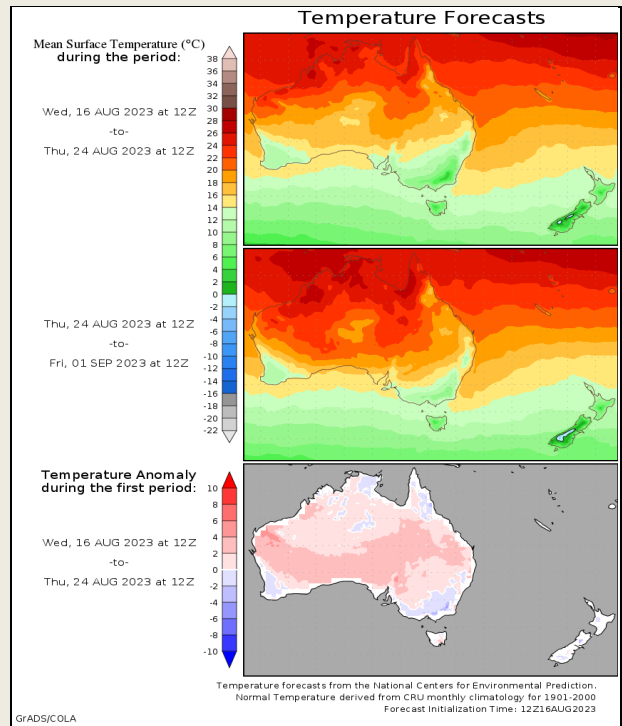 Temperature Forecasts
Mean Surface Temperature (°C)
during the period:
Wed, 16 AUG 2023 at 12Z
-to-
Thu, 24 AUG 2023 at 12Z
38
36
34
32
30
28
26
24
22
20
18
16
14
12
10
8
6
4
2
0
-2
-4
-6
-8
-10
-12
-14
-16
-18
-20
-22
Thu, 24 AUG 2023 at 12Z
-to-
Fri, 01 SEP 2023 at 12Z
Temperature Anomaly
during the first period:
Wed, 16 AUG 2023 at 12Z
-to-
Thu, 24 AUG 2023 at 12Z
10
8
6
4
2
0
-2
-4
-6
-8
-10
Temperature forecasts from the National Centers for Environmental Prediction.
Normal Temperature derived from CRU monthly climatology for 1901-2000
Forecast Initialization Time: 12Z16AUG2023
GrADS/COLA